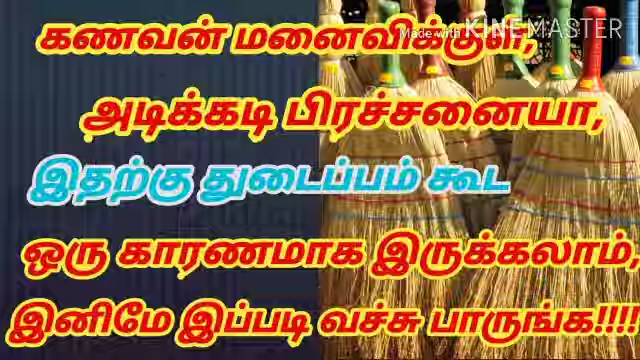 Made with KINEMASTER
கணவன் மனைவிக்குள்,
அடிக்கடி பிரச்சனையா,
இதற்கு துடைப்பம் கூட
ஒரு காரணமாக இருக்கலாம்,
இனிமே இப்படி வச்சு பாருங்க!!!!